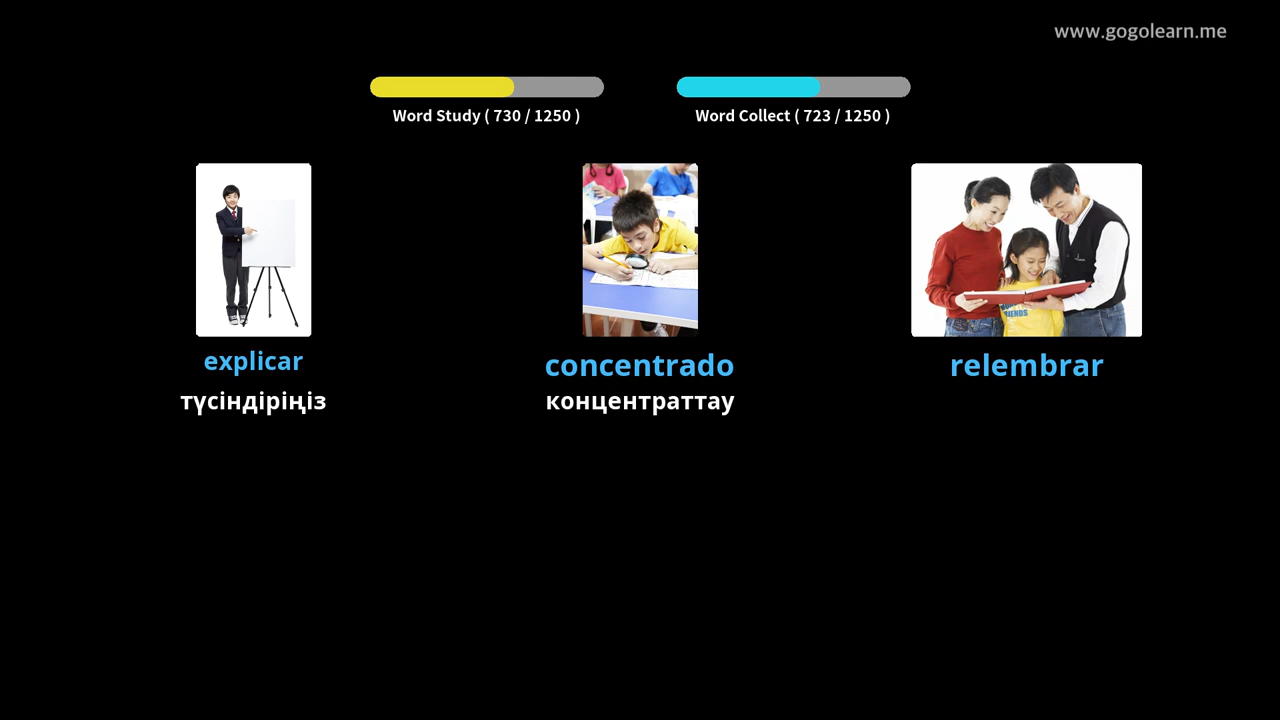 www.gogolearn.me
Word Study ( 730 / 1250 )
Word Collect ( 723 / 1250 )
explicar
concentrado
relembrar
түсіндіріңіз
концентраттау